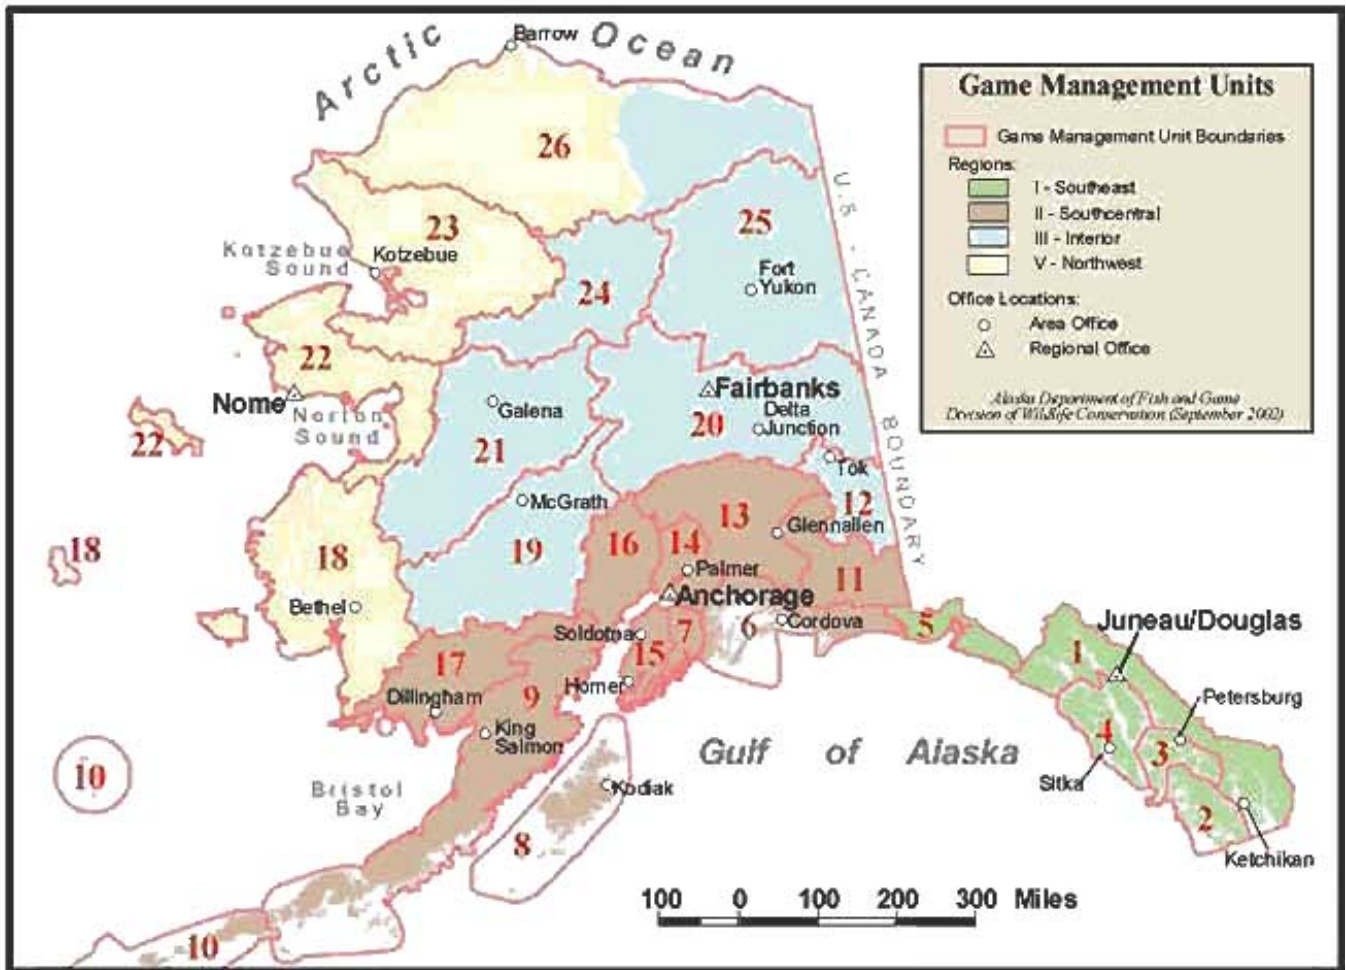 Arctic Ocean
Barrow
Game Management Units
Game Management Unit Boundaries
Regions:
I - Southeast
II - Southcentral
III - Interior
V - Northwest
Office Locations:
Area Office
Regional Office
Alaska Department of Fish and Game
Division of Wildlife Conservation (September 2002)
26
23
25
Kotzebue
Sound
Kotzebue
Fort
Yukon
24
U.S - CANADA BOUNDARY
22
Nome
Norton
Sound
22
Galena
Fairbanks
Delta
Junction
20
21
Tok
McGrath
12
13
Glennallen
18
18
19
16
14
Palmer
11
Bethel
Anchorage
6
Cordova
5
Juneau/Douglas
Soldotna
7
15
1
17
Homer
9
Dillingham
Petersburg
King
Salmon
Gulf of Alaska
4
3
Sitka
10
Bristol
Bay
Kodiak
8
2
Ketchikan
100 0 100 200 300 Miles
10